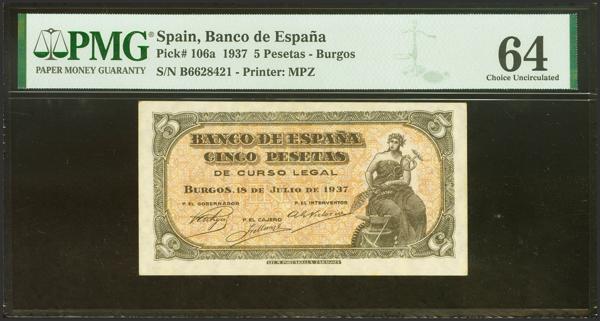 PMG
PAPER MONEY GUARANTY
Spain, Banco de España
Pick# 106a 1937 5 Pesetas - Burgos
S/N B6628421 - Printer: MPZ
64
Choice Uncirculated
5 5
BANCO DE ESPAÑA
CINCO PESETAS
DE CURSO LEGAL
BURGOS, 18 DE JULIO DE 1937
P. EL GOBERNADOR P. EL INTERVENTOR
P. EL CAJERO
5 5